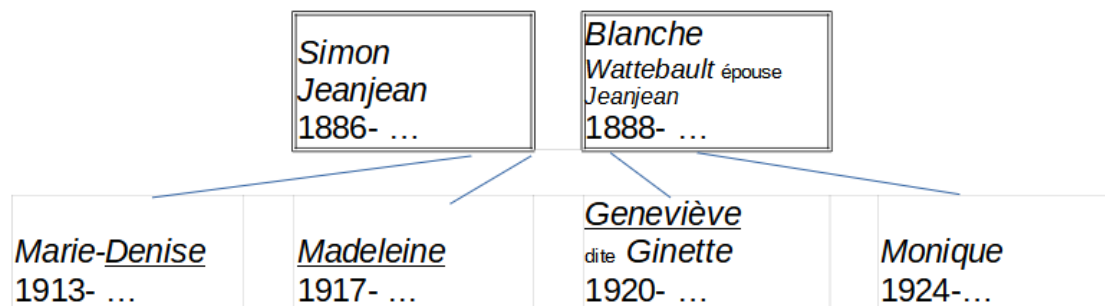 Simon
Jeanjean
1886- …
Blanche
Wattebault épouse
Jeanjean
1888- …
Marie-Denise
1913- …
Madeleine
1917- …
Geneviève
dite Ginette
1920- …
Monique
1924-…